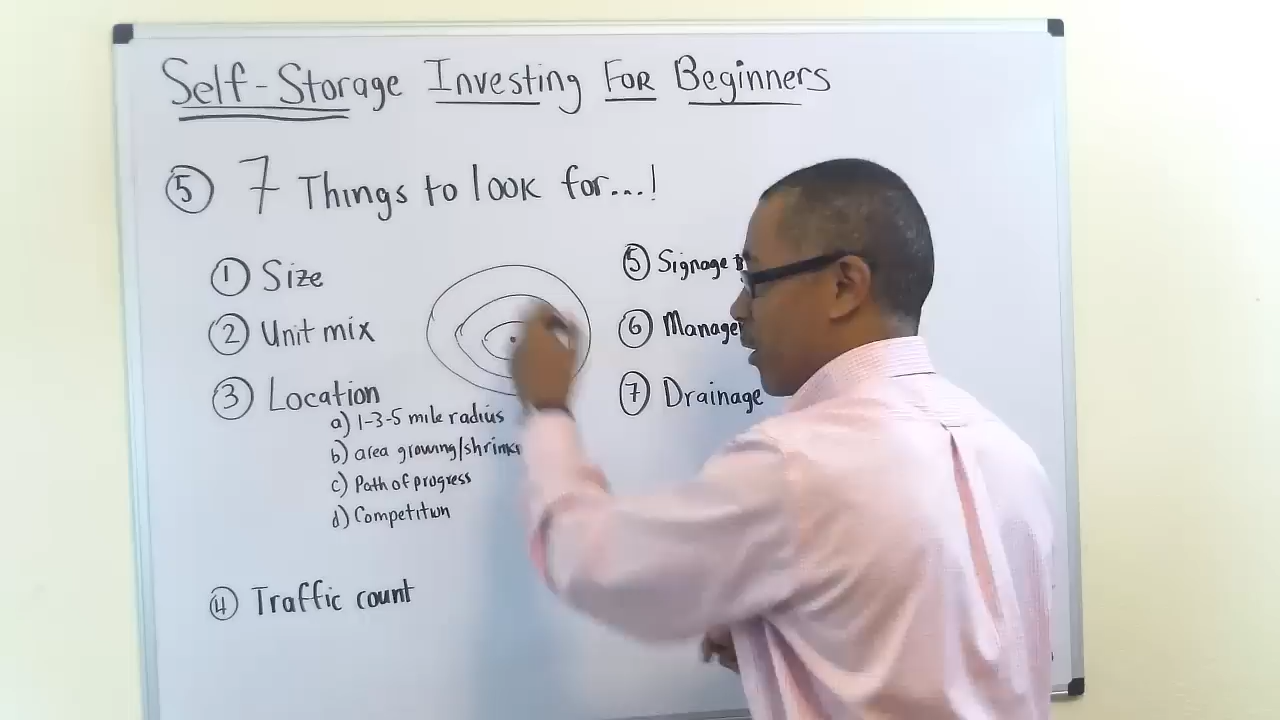 Self-Storage Investing FOR Beginners
⑤ 7 Things to look for...!
① Size
② Unit mix
③ Location
a) 1-3-5 mile radius
b) area growing/shrink
c) Path of progress
d) Competition
④ Traffic count
⑤ Signage
⑥ Manage
⑦ Drainage